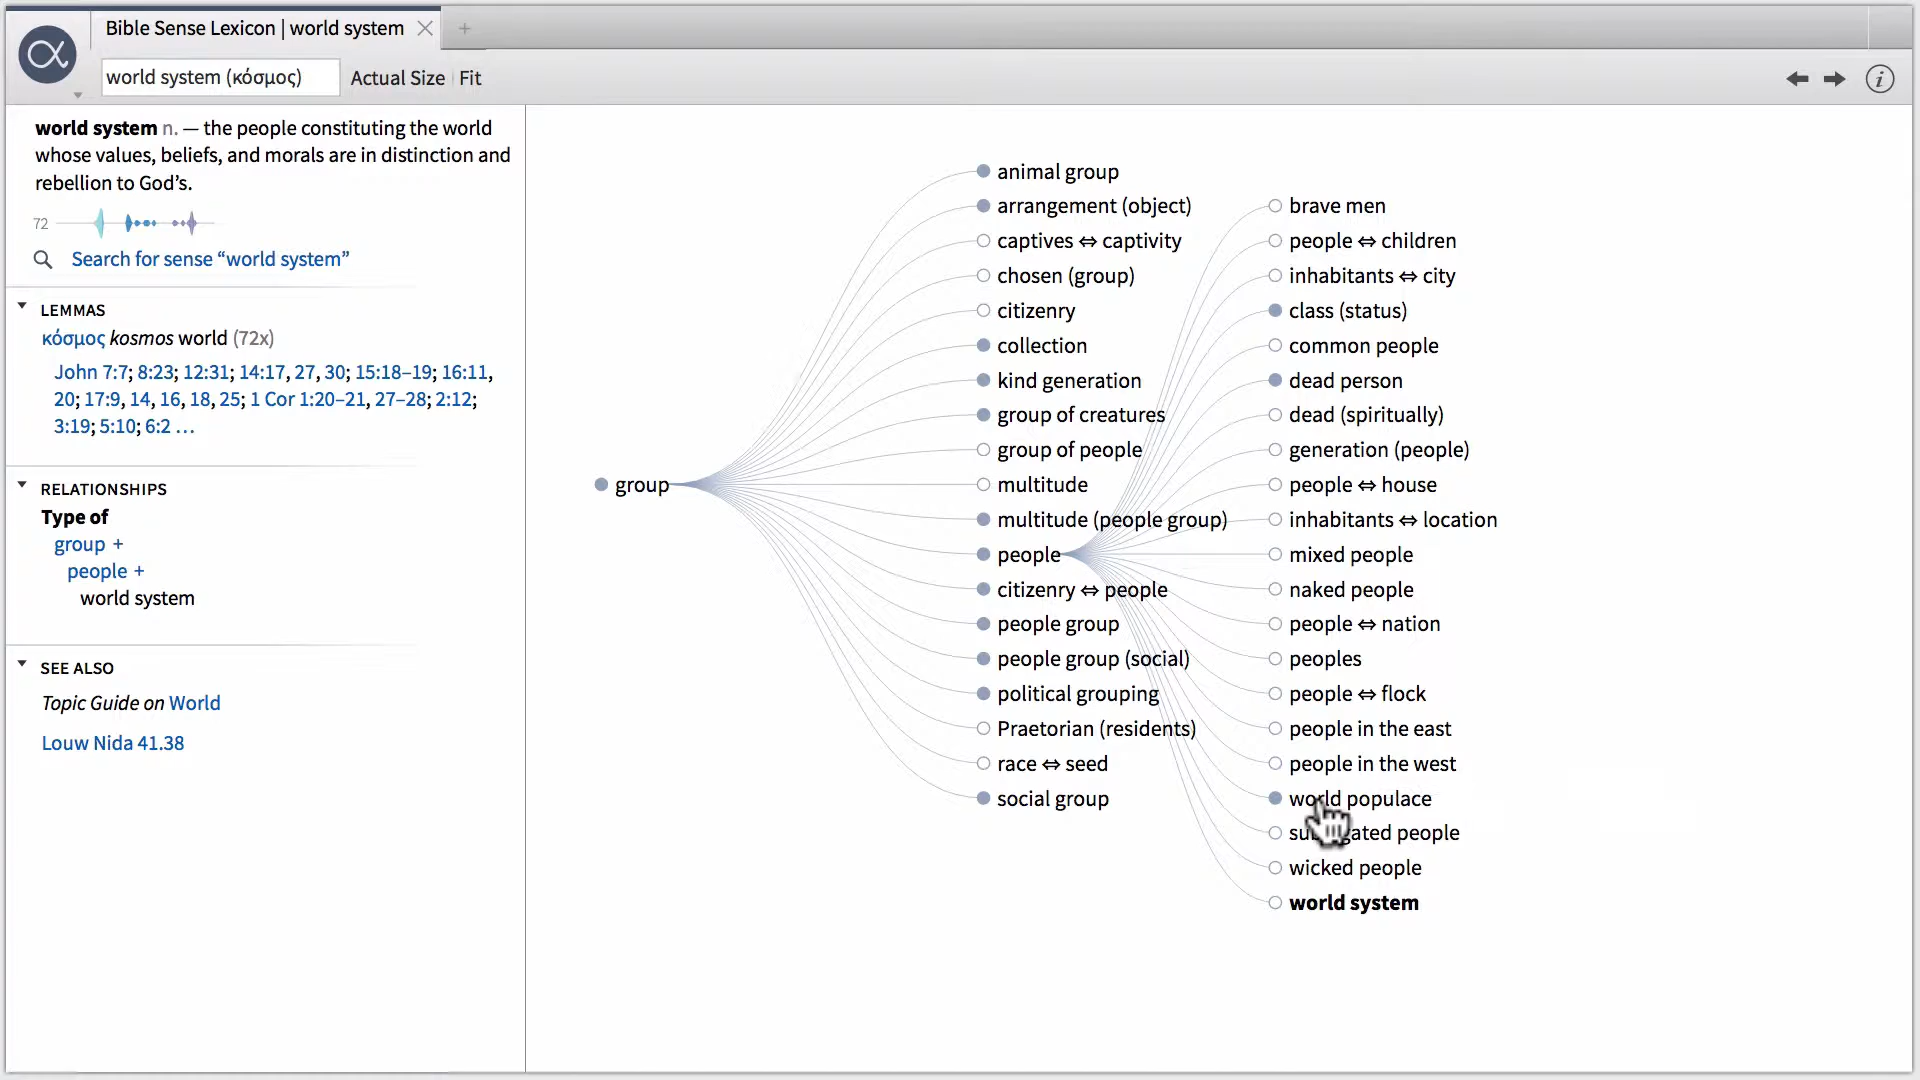 Bible Sense Lexicon | world system
world system (κόσμος)
Actual Size
Fit
world system n. — the people constituting the world
whose values, beliefs, and morals are in distinction and
rebellion to God’s.
72
Search for sense “world system”
LEMMAS
κόσμος kosmos world (72x)
John 7:7; 8:23; 12:31; 14:17, 27, 30; 15:18–19; 16:11,
20; 17:9, 14, 16, 18, 25; 1 Cor 1:20–21, 27–28; 2:12;
3:19; 5:10; 6:2 …
RELATIONSHIPS
Type of
group +
people +
world system
SEE ALSO
Topic Guide on World
Louw Nida 41.38
group
animal group
arrangement (object)
captives ⇔ captivity
chosen (group)
citizenry
collection
kind generation
group of creatures
group of people
multitude
multitude (people group)
people
citizenry ⇔ people
people group
people group (social)
political grouping
Praetorian (residents)
race ⇔ seed
social group
brave men
people ⇔ children
inhabitants ⇔ city
class (status)
common people
dead person
dead (spiritually)
generation (people)
people ⇔ house
inhabitants ⇔ location
mixed people
naked people
people ⇔ nation
peoples
people ⇔ flock
people in the east
people in the west
world populace
people
wicked people
world system